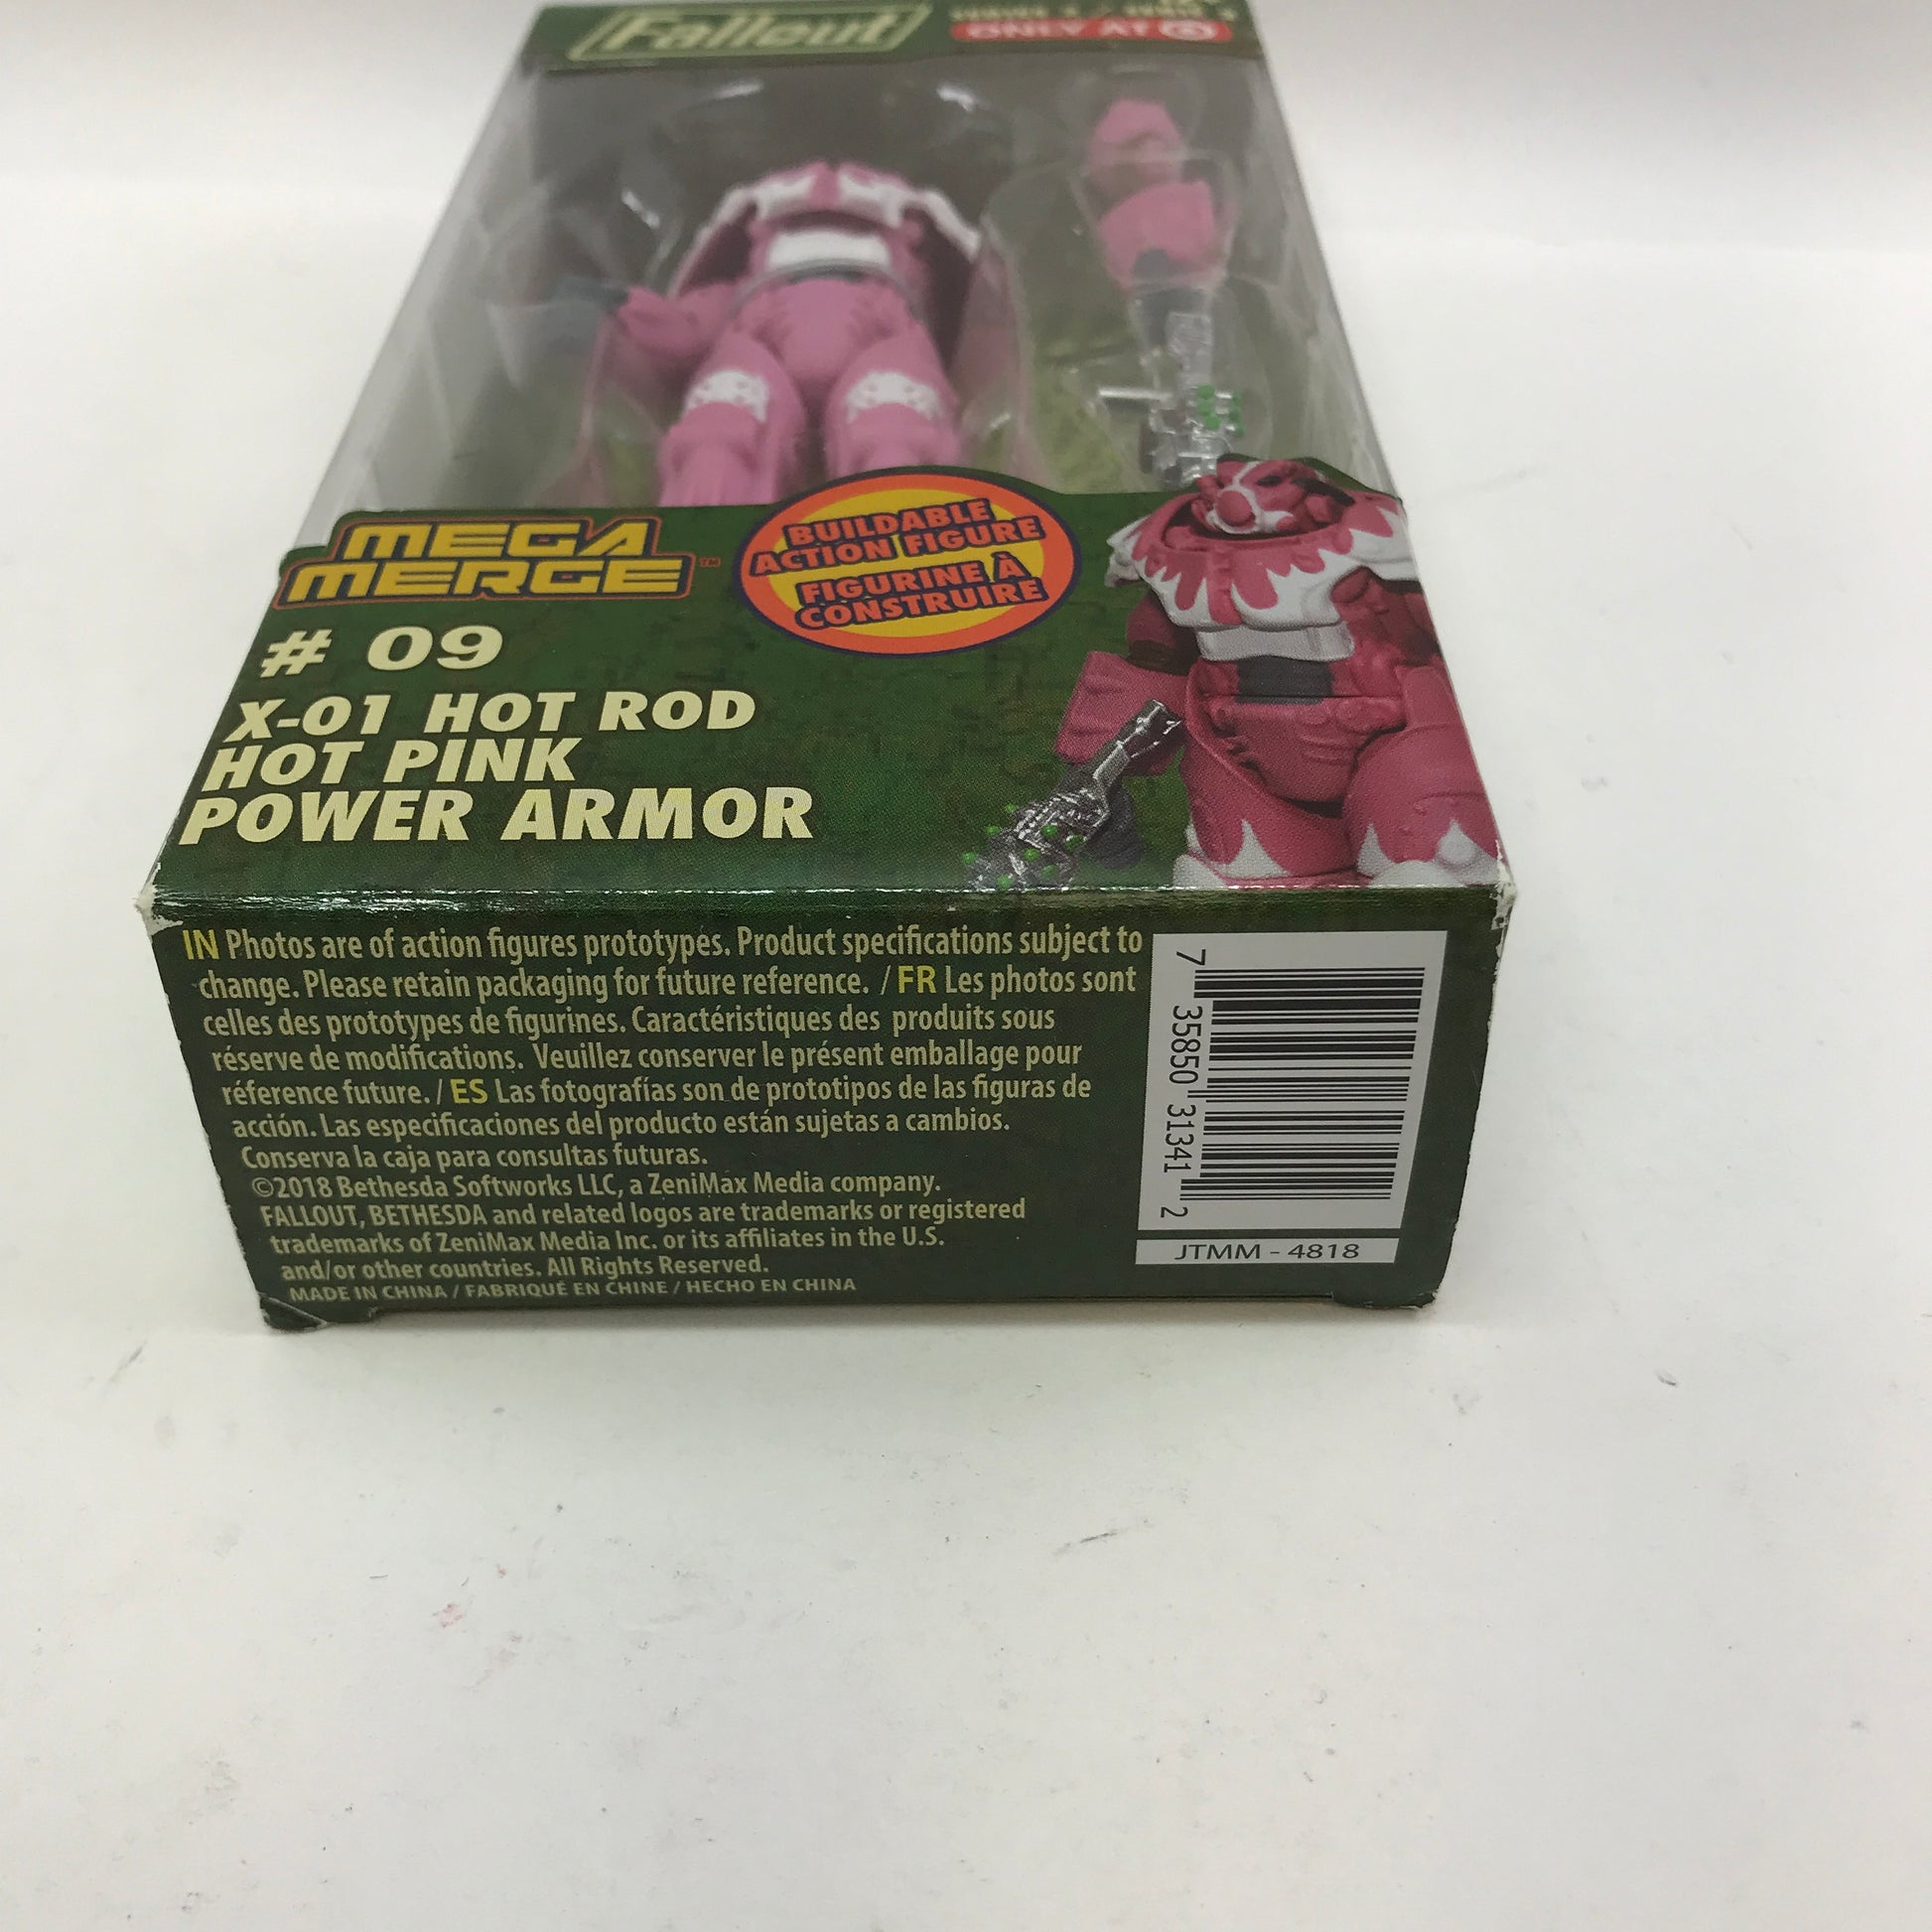 Fallout
ONLY AT
MEGA
MERGE™
BUILDABLE
ACTION FIGURE
FIGURINE À
CONSTRUIRE
# 09
X-01 HOT ROD
HOT PINK
POWER ARMOR
IN Photos are of action figures prototypes. Product specifications subject to
change. Please retain packaging for future reference. / FR Les photos sont
celles des prototypes de figurines. Caractéristiques des produits sous
réserve de modifications. Veuillez conserver le présent emballage pour
réference future. / ES Las fotografías son de prototipos de las figuras de
acción. Las especificaciones del producto están sujetas a cambios.
Conserva la caja para consultas futuras.
©2018 Bethesda Softworks LLC, a ZeniMax Media company.
FALLOUT, BETHESDA and related logos are trademarks or registered
trademarks of ZeniMax Media Inc. or its affiliates in the U.S.
and/or other countries. All Rights Reserved.
MADE IN CHINA / FABRIQUÉ EN CHINE / HECHO EN CHINA
7 35850 31341 2
JTMM - 4818